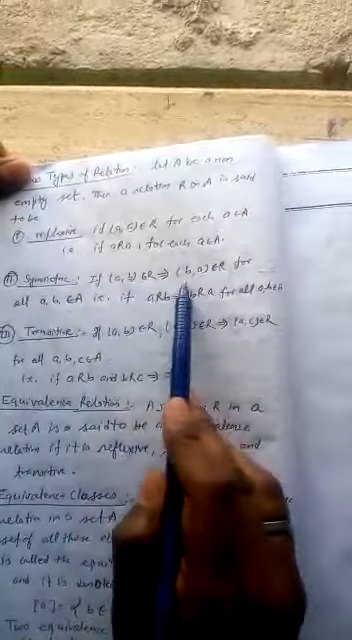 us Types of Relation: Let A be a non
empty set. Then a relation R on A is said
to be
(i) reflexive if (a, a) ∈ R for each a ∈ A
i.e. if aRa, for each a ∈ A.
(ii) Symmetric: If (a, b) ∈ R ⇒ (b, a) ∈ R for
all a, b, ∈ A i.e. if aRb ⇒ bRa for all a, b ∈ A
(iii) Transitive: If (a, b) ∈ R, ∈ R ⇒ (a, c) ∈ R
for all a, b, c ∈ A
i.e. if aRb and bRc ⇒
Equivalence Relation: A R in a
set A is said to be
relation if it is reflexive, and
transitive.
Equivalence Classes:
relation in a set A
set of all those
is called the
and it is
[a] = { b ∈
Two equivalence